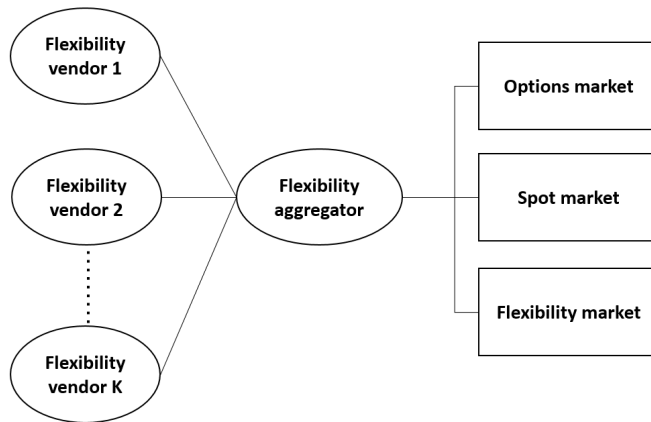 Flexibility
vendor 1
Flexibility
vendor 2
Flexibility
vendor K
Flexibility
aggregator
Options market
Spot market
Flexibility market